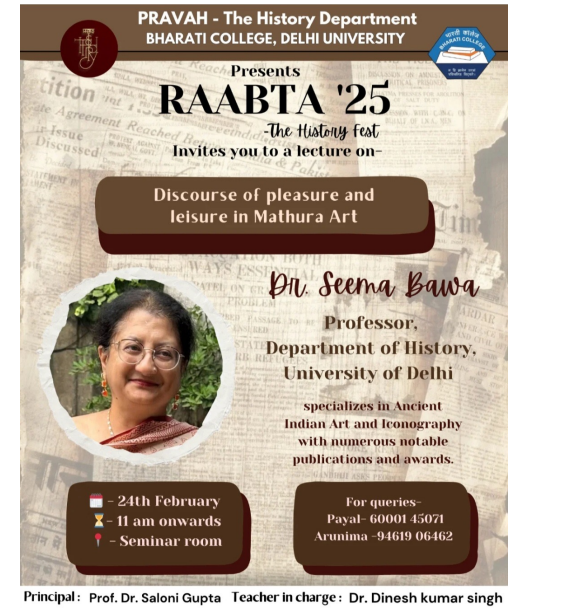 PRAVAH - The History Department
BHARATI COLLEGE, DELHI UNIVERSITY
भारती कॉलेज
BHARATI COLLEGE
Presents
RAABTA '25
-The History Fest
Invites you to a lecture on-
Discourse of pleasure and
leisure in Mathura Art
Dr. Seema Bawa
Professor,
Department of History,
University of Delhi
specializes in Ancient
Indian Art and Iconography
with numerous notable
publications and awards.
- 24th February
- 11 am onwards
- Seminar room
For queries-
Payal- 60001 45071
Arunima -94619 06462
Principal : Prof. Dr. Saloni Gupta Teacher in charge : Dr. Dinesh kumar singh